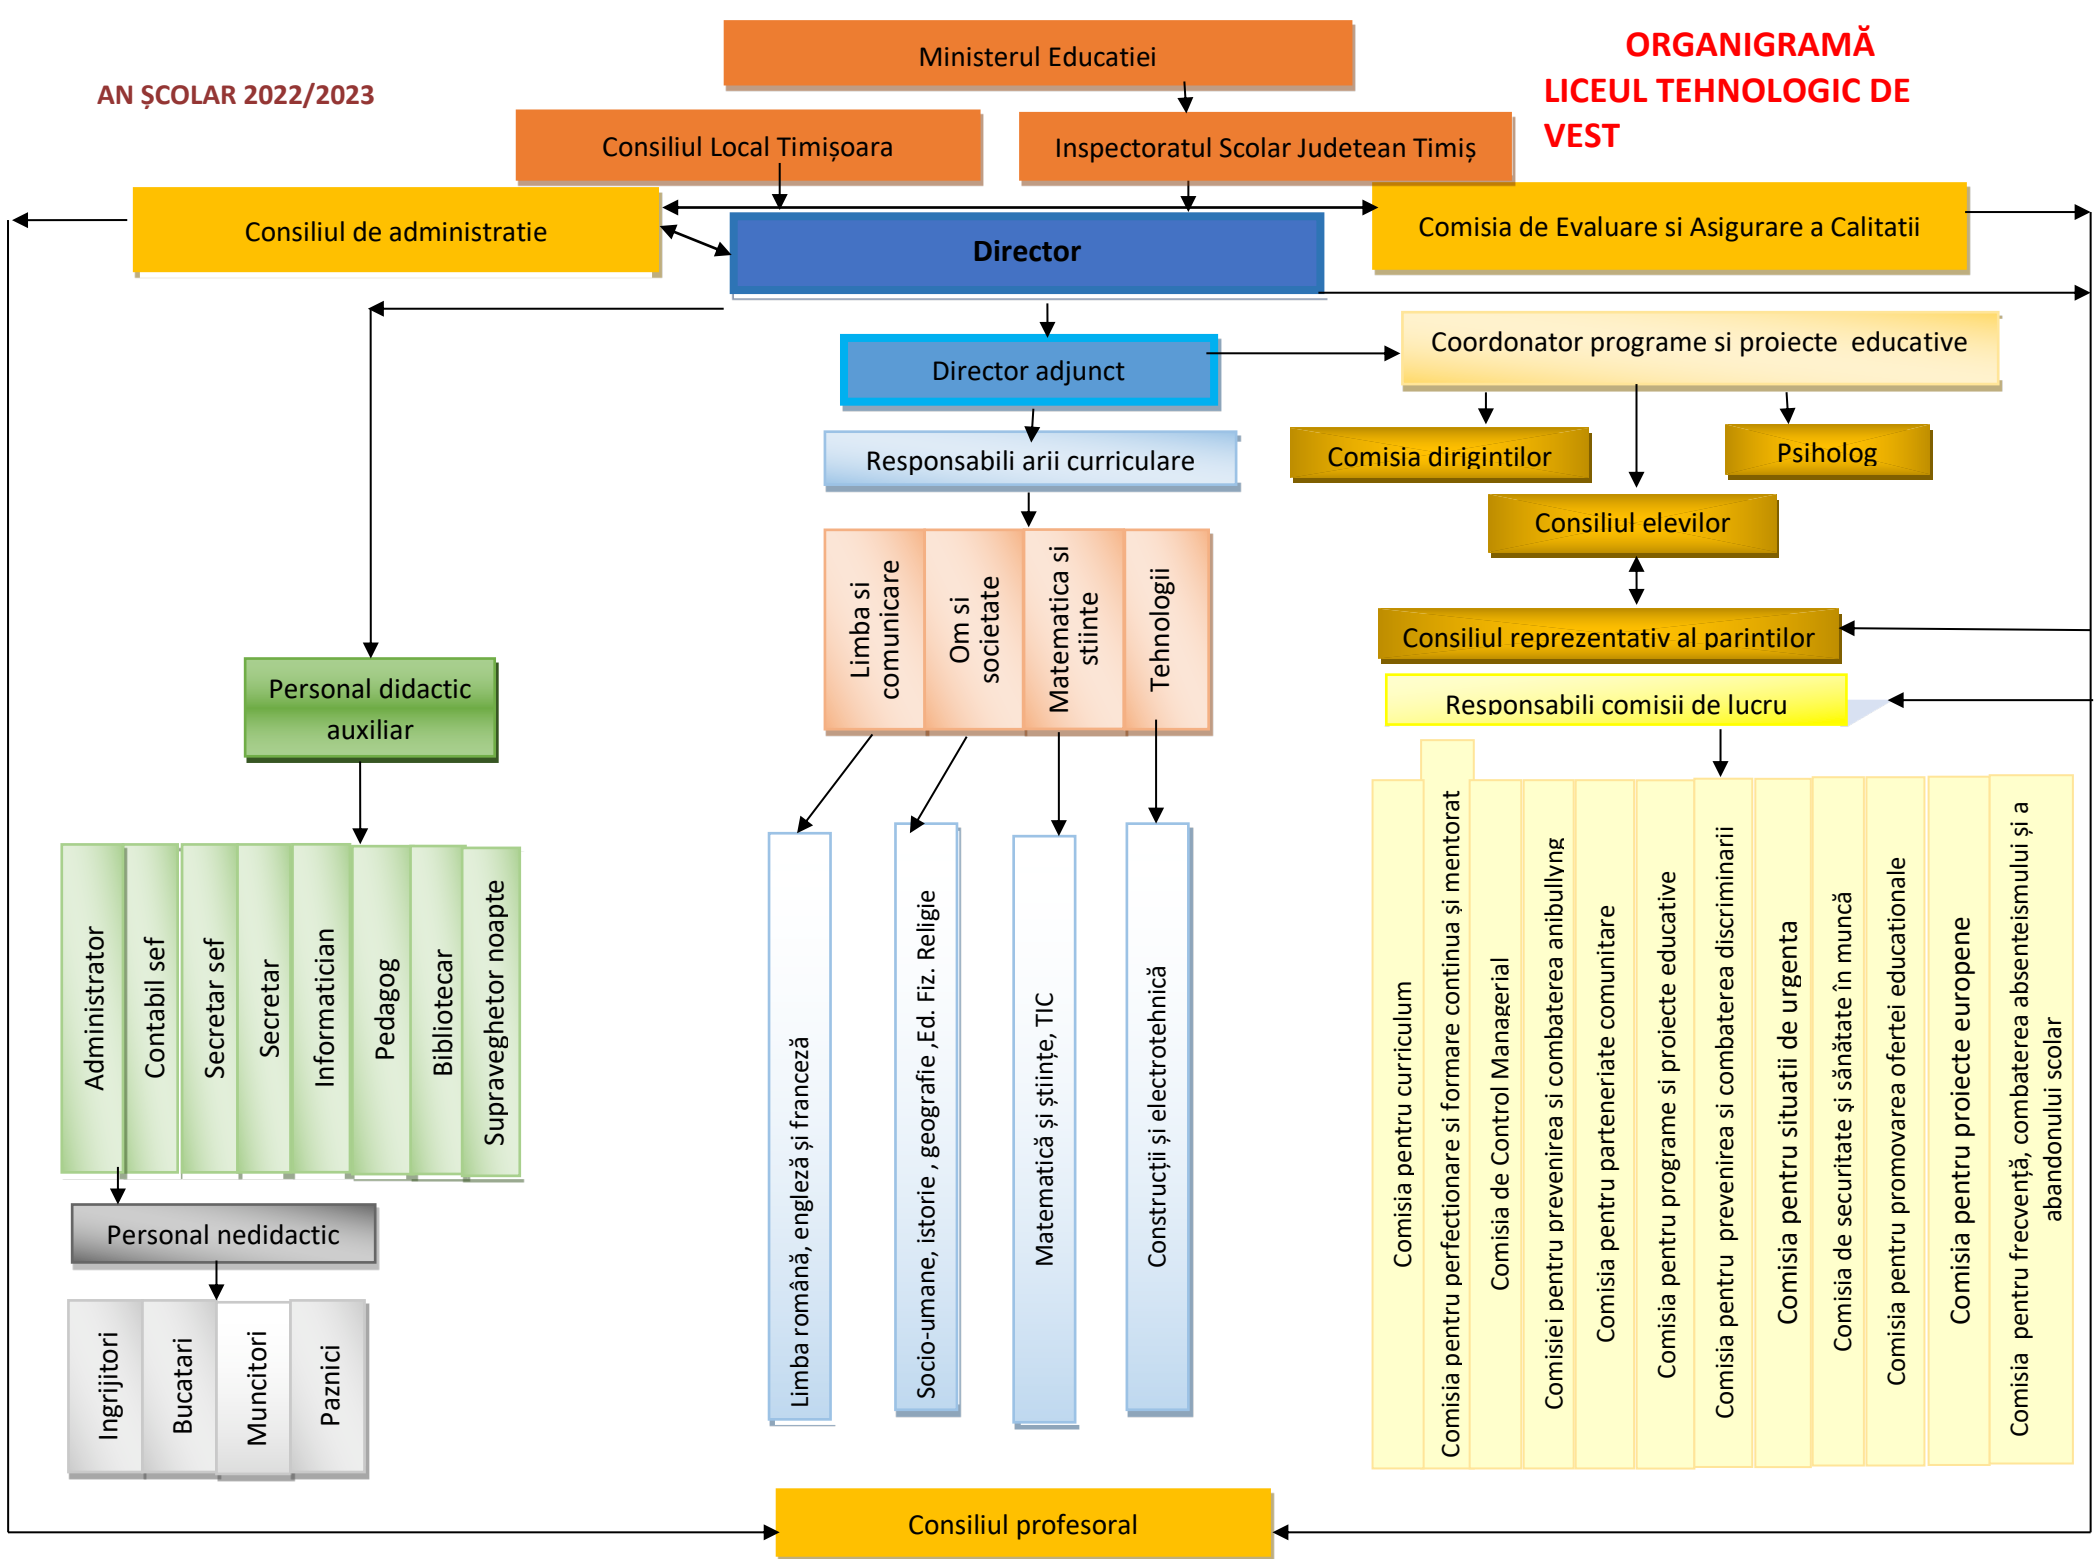 Ministerul Educatiei
ORGANIGRAMĂ
LICEUL TEHNOLOGIC DE
VEST
AN ȘCOLAR 2022/2023
Consiliul Local Timișoara
Inspectoratul Scolar Judetean Timiș
Consiliul de administratie
Director
Comisia de Evaluare si Asigurare a Calitatii
Director adjunct
Coordonator programe si proiecte educative
Responsabili arii curriculare
Comisia dirigintilor
Psiholog
Consiliul elevilor
Limba si
comunicare
Om si
societate
Matematica si
stiinte
Tehnologii
Consiliul reprezentativ al parintilor
Personal didactic
auxiliar
Responsabili comisii de lucru
Administrator
Contabil sef
Secretar sef
Secretar
Informatician
Pedagog
Bibliotecar
Supraveghetor noapte
Limba română, engleză și franceză
Socio-umane, istorie , geografie ,Ed. Fiz. Religie
Matematică și științe, TIC
Construcții și electrotehnică
Comisia pentru curriculum
Comisia pentru perfectionare si formare continua și mentorat
Comisia de Control Managerial
Comisiei pentru prevenirea si combaterea anibullyng
Comisia pentru parteneriate comunitare
Comisia pentru programe si proiecte educative
Comisia pentru prevenirea si combaterea discriminarii
Comisia pentru situatii de urgenta
Comisia de securitate și sănătate în muncă
Comisia pentru promovarea ofertei educationale
Comisia pentru proiecte europene
Comisia pentru frecvență, combaterea absenteismului și a
abandonului scolar
Personal nedidactic
Ingrijitori
Bucatari
Muncitori
Paznici
Consiliul profesoral